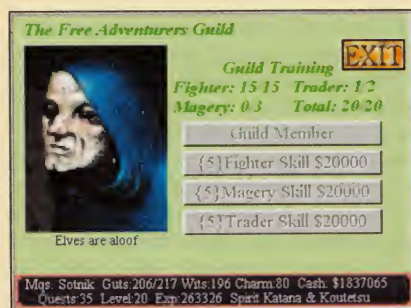 The Free Adventurers Guild
EXIT
Guild Training
Fighter: 15 15 Trader: 1/2
Magery: 0/3 Total: 20/20
Guild Member
{5}Fighter Skill $20000
{5}Magery Skill $20000
{5}Trader Skill $20000
Elves are aloof
Mqs. Sotnik Guts:206/217 Wits:196 Charm:80 Cash: $1837065
Quests:35 Level:20 Exp:263326 Spirit Katana & Koutetsu